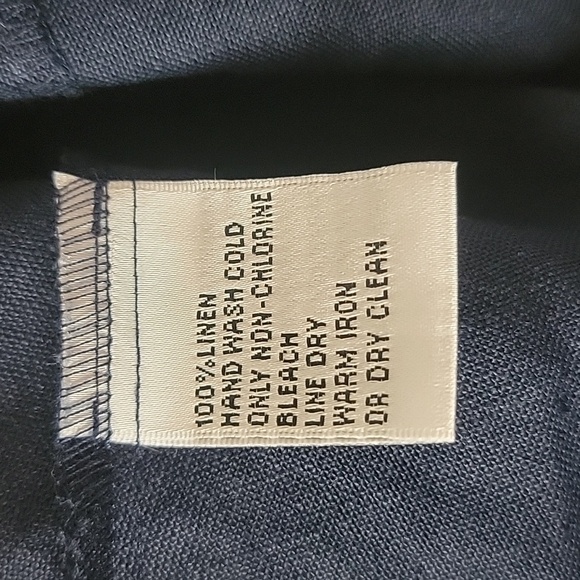 100%LINEN
HAND WASH COLD
ONLY NON-CHLORINE
BLEACH
LINE DRY
WARM IRON
OR DRY CLEAN